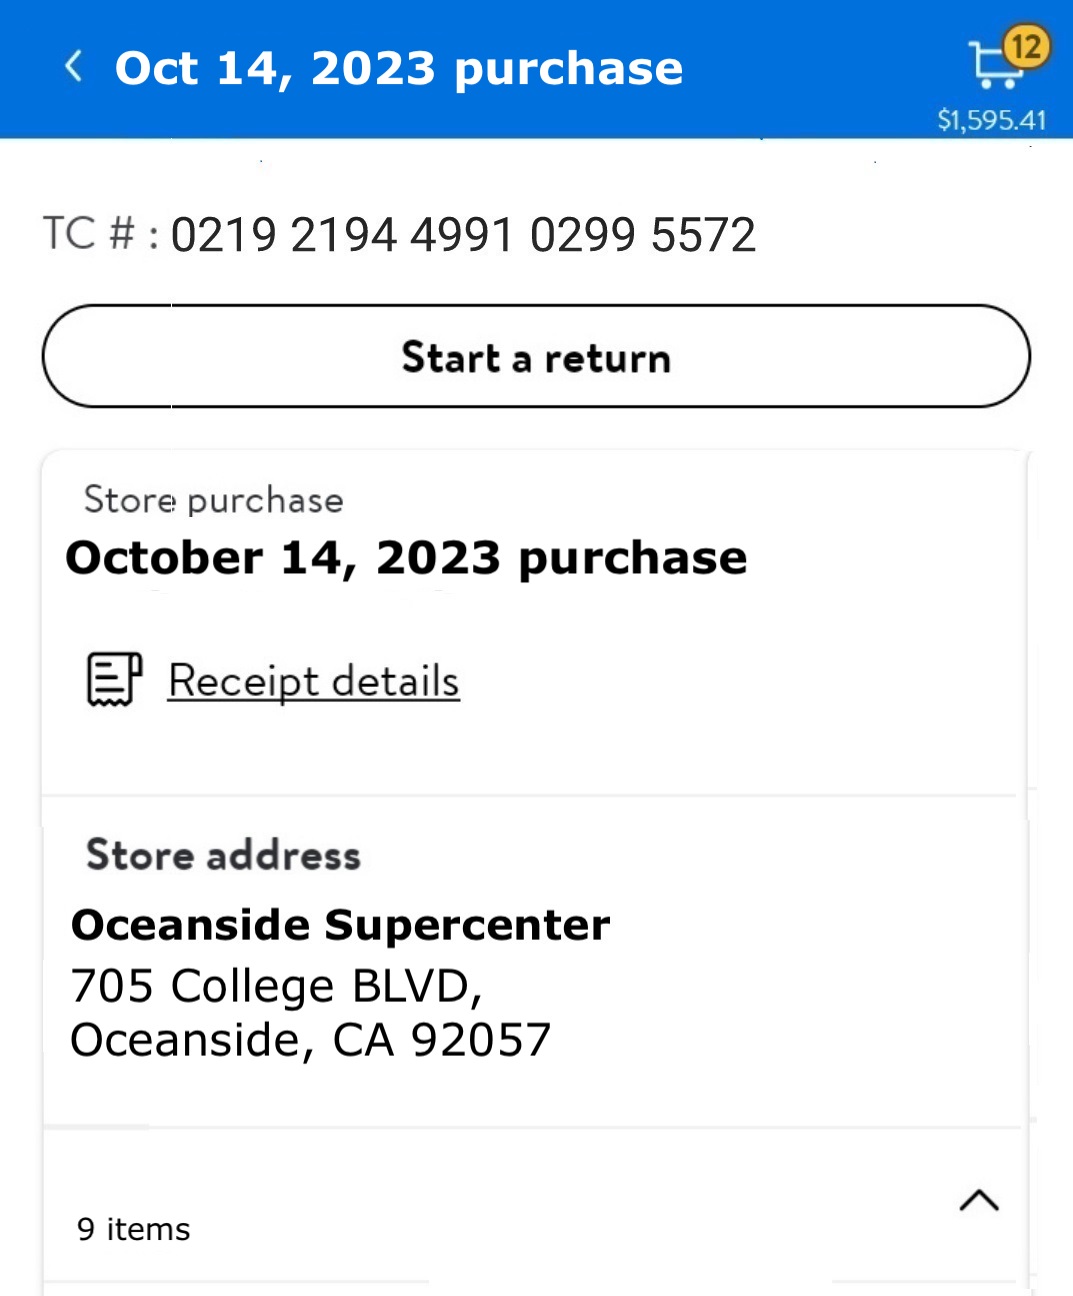 Oct 14, 2023 purchase
12
$1,595.41
TC # : 0219 2194 4991 0299 5572
Start a return
Store purchase
October 14, 2023 purchase
Receipt details
Store address
Oceanside Supercenter
705 College BLVD,
Oceanside, CA 92057
9 items